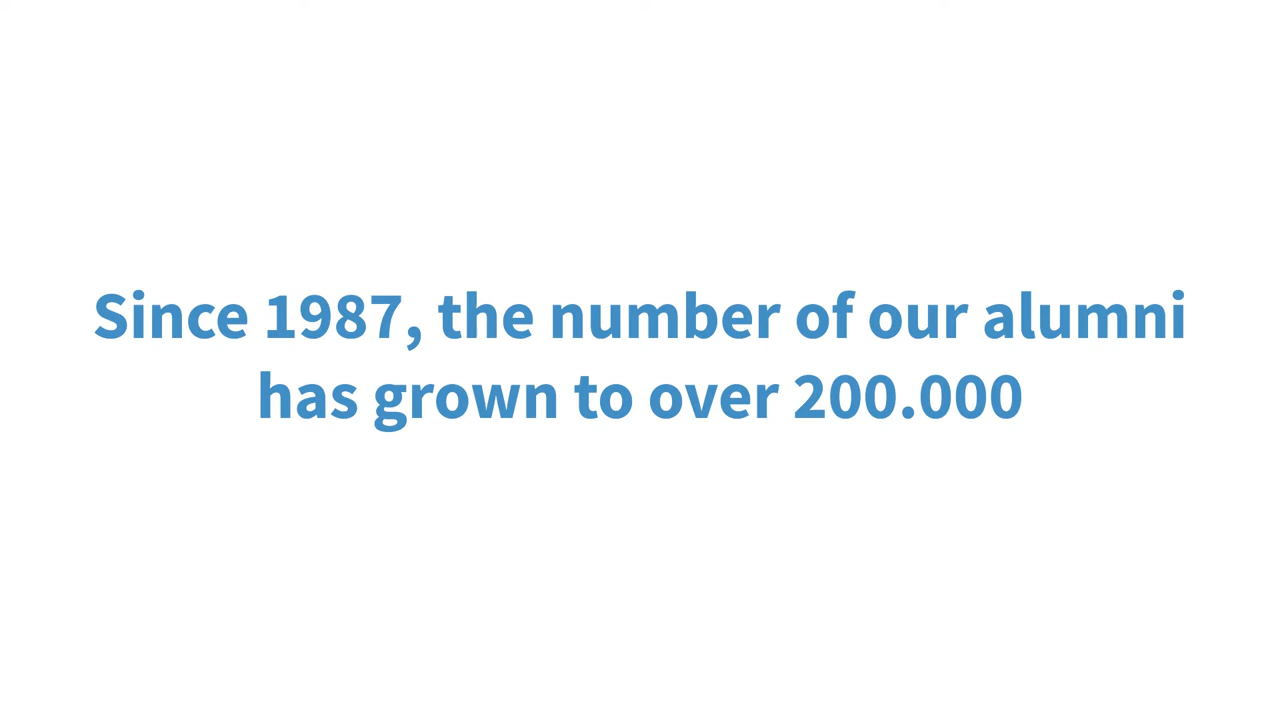 Since 1987, the number of our alumni
has grown to over 200.000